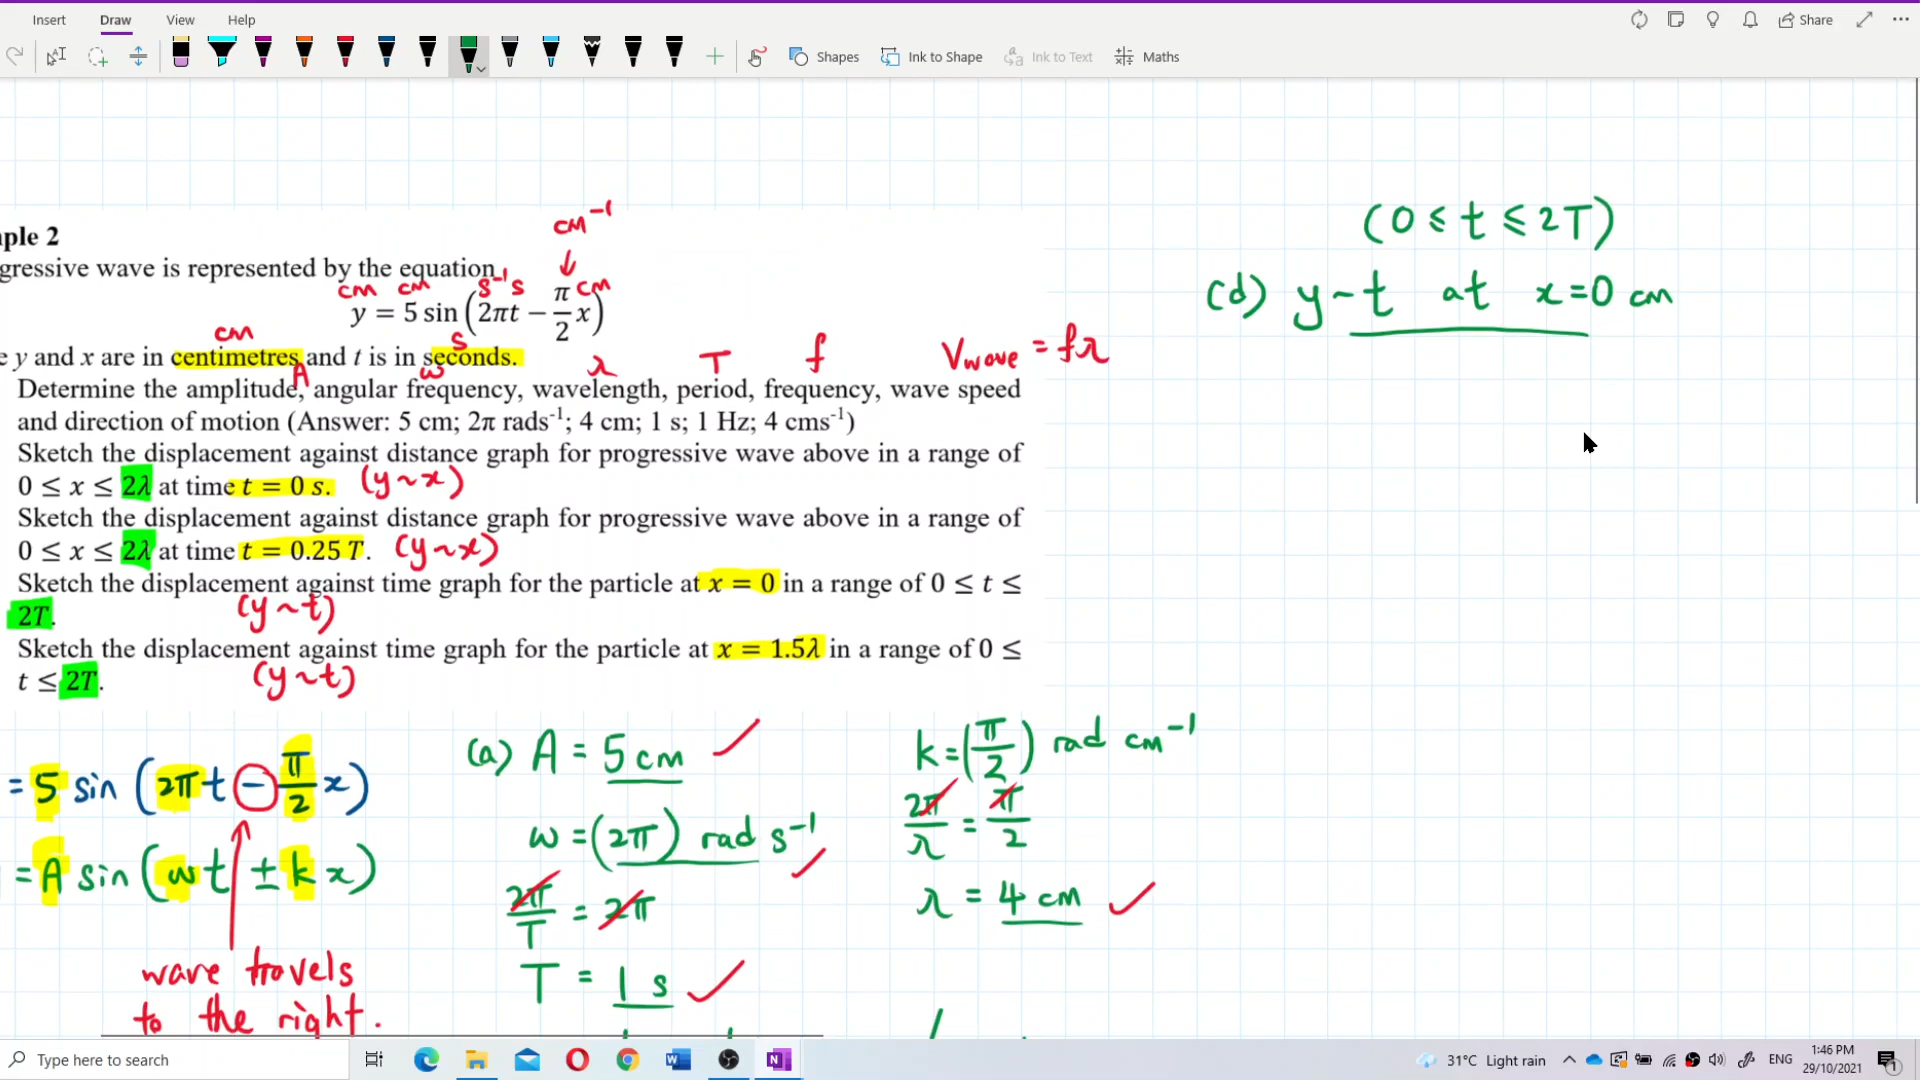 Insert Draw View Help
Share
Shapes Ink to Shape Ink to Text Maths
(0 ≤ t ≤ 2T)
(d) y~t at x=0 cm
cm⁻¹
ple 2
gressive wave is represented by the equation
cm cm s⁻¹ s cm
y = 5 sin (2πt − π/2 x)
cm s
e y and x are in centimetres and t is in seconds.
A ω λ T f Vwave = fλ
Determine the amplitude, angular frequency, wavelength, period, frequency, wave speed
and direction of motion (Answer: 5 cm; 2π rads⁻¹; 4 cm; 1 s; 1 Hz; 4 cms⁻¹)
Sketch the displacement against distance graph for progressive wave above in a range of
0 ≤ x ≤ 2λ at time t = 0 s. (y~x)
Sketch the displacement against distance graph for progressive wave above in a range of
0 ≤ x ≤ 2λ at time t = 0.25 T. (y~x)
Sketch the displacement against time graph for the particle at x = 0 in a range of 0 ≤ t ≤
2T. (y~t)
Sketch the displacement against time graph for the particle at x = 1.5λ in a range of 0 ≤
t ≤ 2T. (y~t)
= 5 sin (2πt − π/2 x)
= A sin (ωt ± kx)
wave travels
to the right.
(a) A = 5 cm
ω = (2π) rad s⁻¹
2π/T = 2π
T = 1 s
k = (π/2) rad cm⁻¹
2π/λ = π/2
λ = 4 cm
Type here to search
31°C Light rain
ENG
1:46 PM
29/10/2021
1